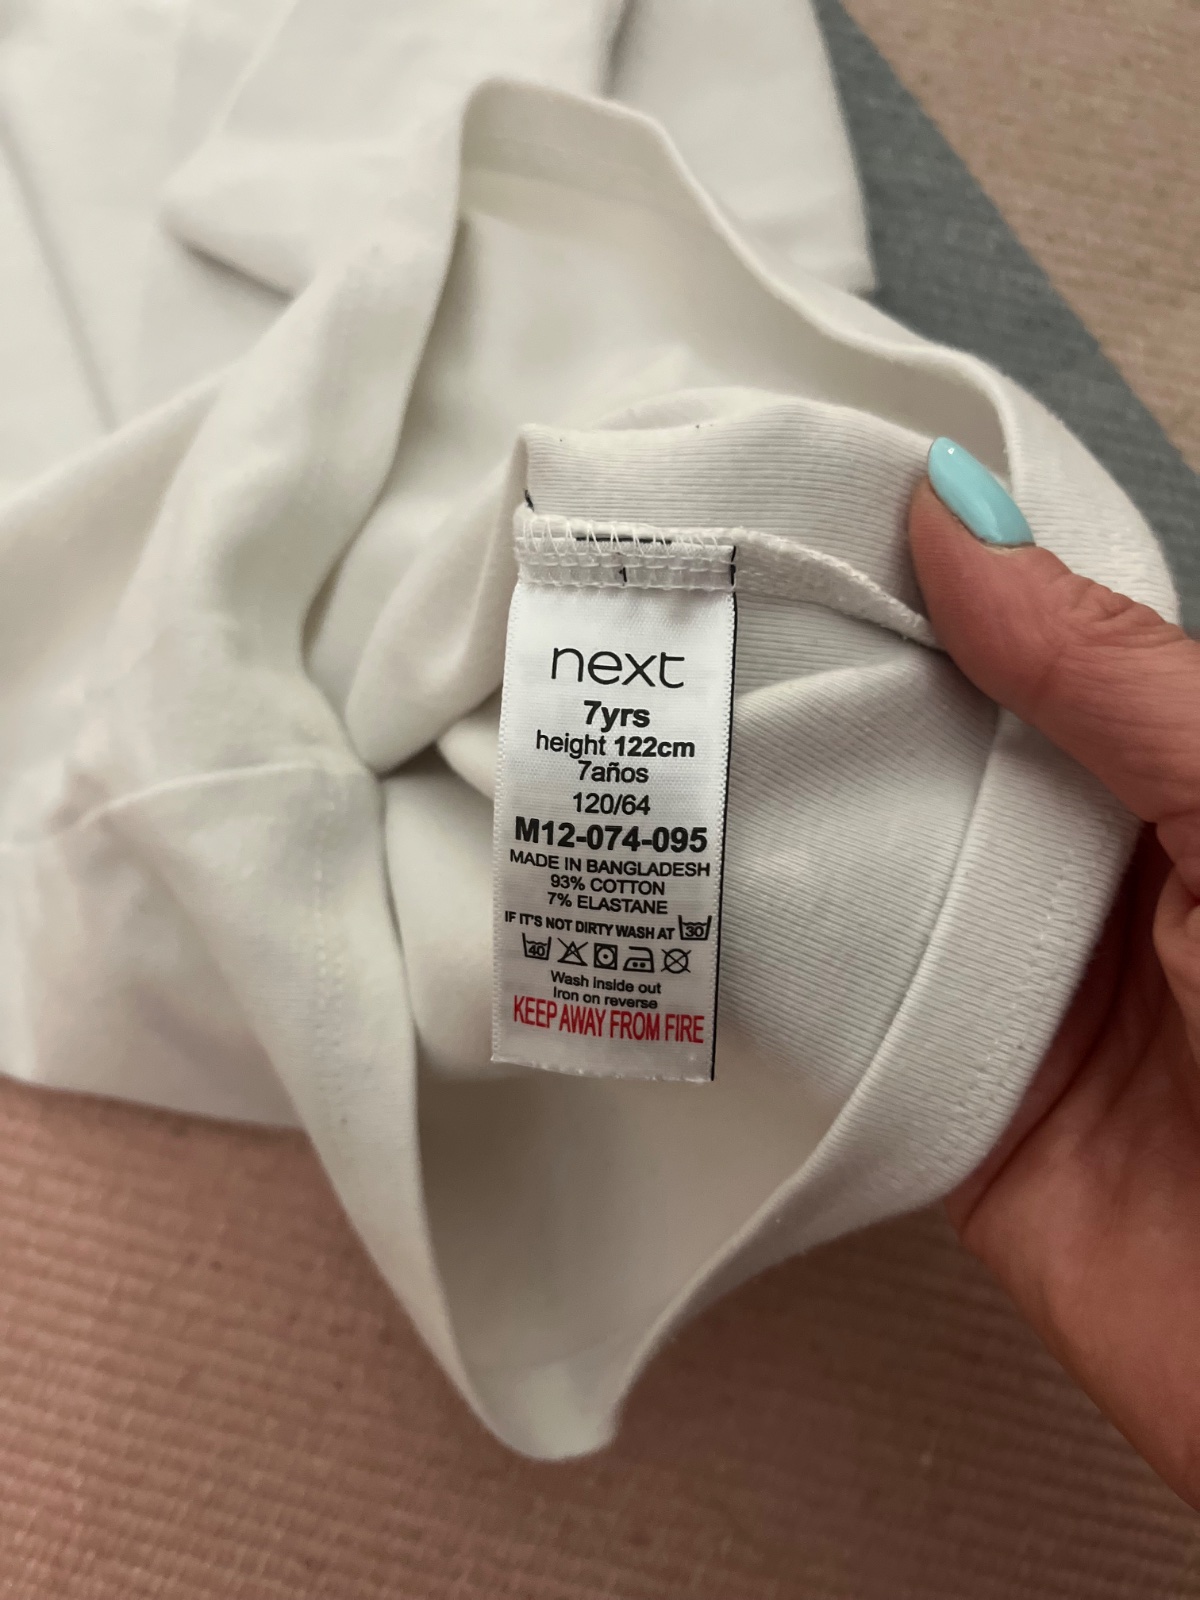 next
7yrs
height 122cm
7años
120/64
M12-074-095
MADE IN BANGLADESH
93% COTTON
7% ELASTANE
IF IT'S NOT DIRTY WASH AT 30
40
Wash inside out
Iron on reverse
KEEP AWAY FROM FIRE